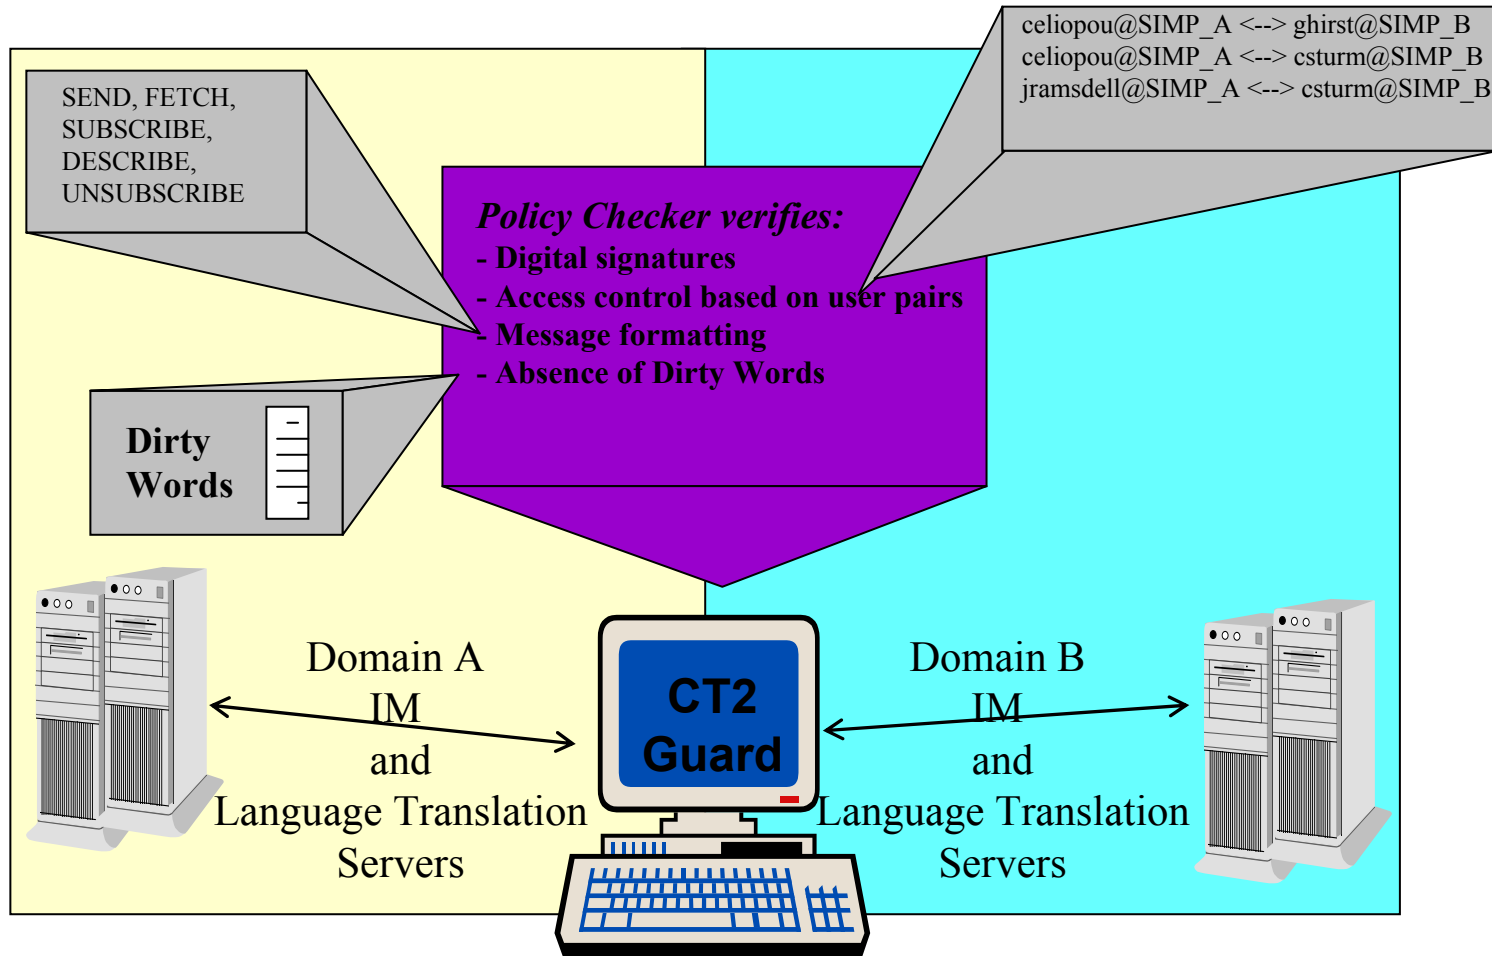 celiopou@SIMP_A <--> ghirst@SIMP_B
celiopou@SIMP_A <--> csturm@SIMP_B
jramsdell@SIMP_A <--> csturm@SIMP_B
SEND, FETCH,
SUBSCRIBE,
DESCRIBE,
UNSUBSCRIBE
Policy Checker verifies:
- Digital signatures
- Access control based on user pairs
- Message formatting
- Absence of Dirty Words
Dirty
Words
Domain A
IM
and
Language Translation
Servers
CT2
Guard
Domain B
IM
and
Language Translation
Servers